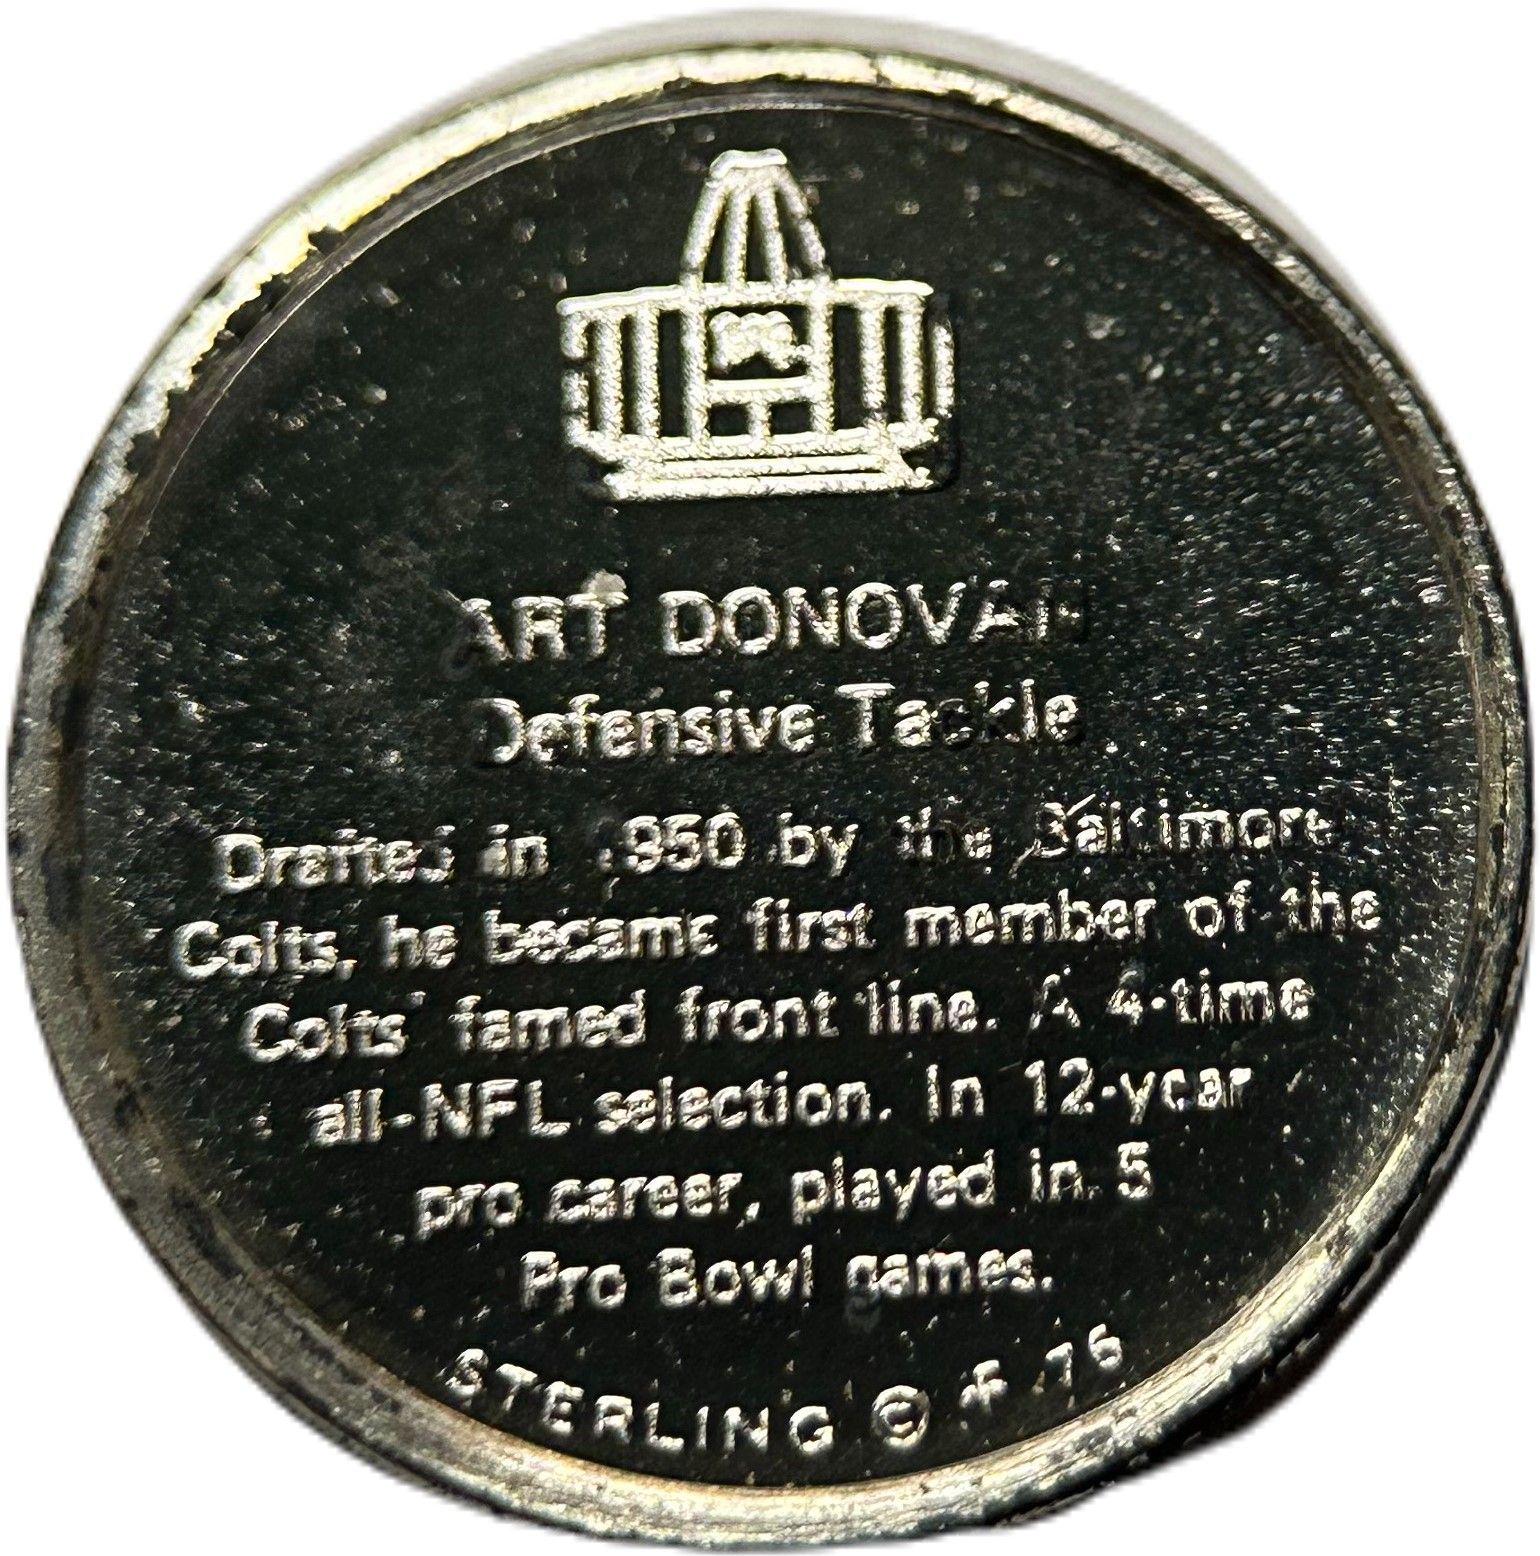 ART DONOVAN
Defensive Tackle
Drafted in 1950 by the Baltimore
Colts, he became first member of the
Colts' famed front line. A 4-time
all-NFL selection. In 12-year
pro career, played in 5
Pro Bowl games.
STERLING © F 76